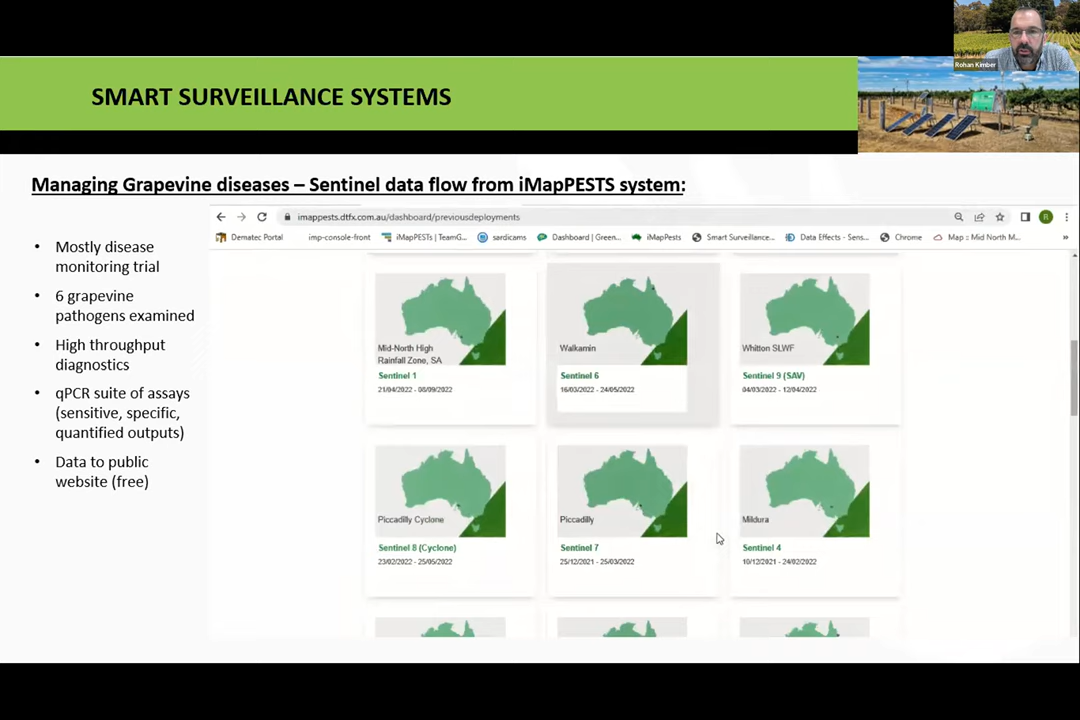 Rohan Kimber
SMART SURVEILLANCE SYSTEMS
Managing Grapevine diseases – Sentinel data flow from iMapPESTS system:
• Mostly disease
monitoring trial
• 6 grapevine
pathogens examined
• High throughput
diagnostics
• qPCR suite of assays
(sensitive, specific,
quantified outputs)
• Data to public
website (free)
imappests.dtfx.com.au/dashboard/previousdeployments
R
Dematec Portal
imp-console-front
iMapPESTs | TeamG...
sardicams
Dashboard | Green...
iMapPests
Smart Surveillance...
Data Effects - Sens...
Chrome
Map :: Mid North M...
»
Mid-North High
Rainfall Zone, SA
Sentinel 1
21/04/2022 - 08/09/2022
Walkamin
Sentinel 6
16/03/2022 - 24/05/2022
Whitton SLWF
Sentinel 9 (SAV)
04/03/2022 - 12/04/2022
Piccadilly Cyclone
Sentinel 8 (Cyclone)
23/02/2022 - 25/05/2022
Piccadilly
Sentinel 7
25/12/2021 - 25/03/2022
Mildura
Sentinel 4
10/12/2021 - 24/02/2022